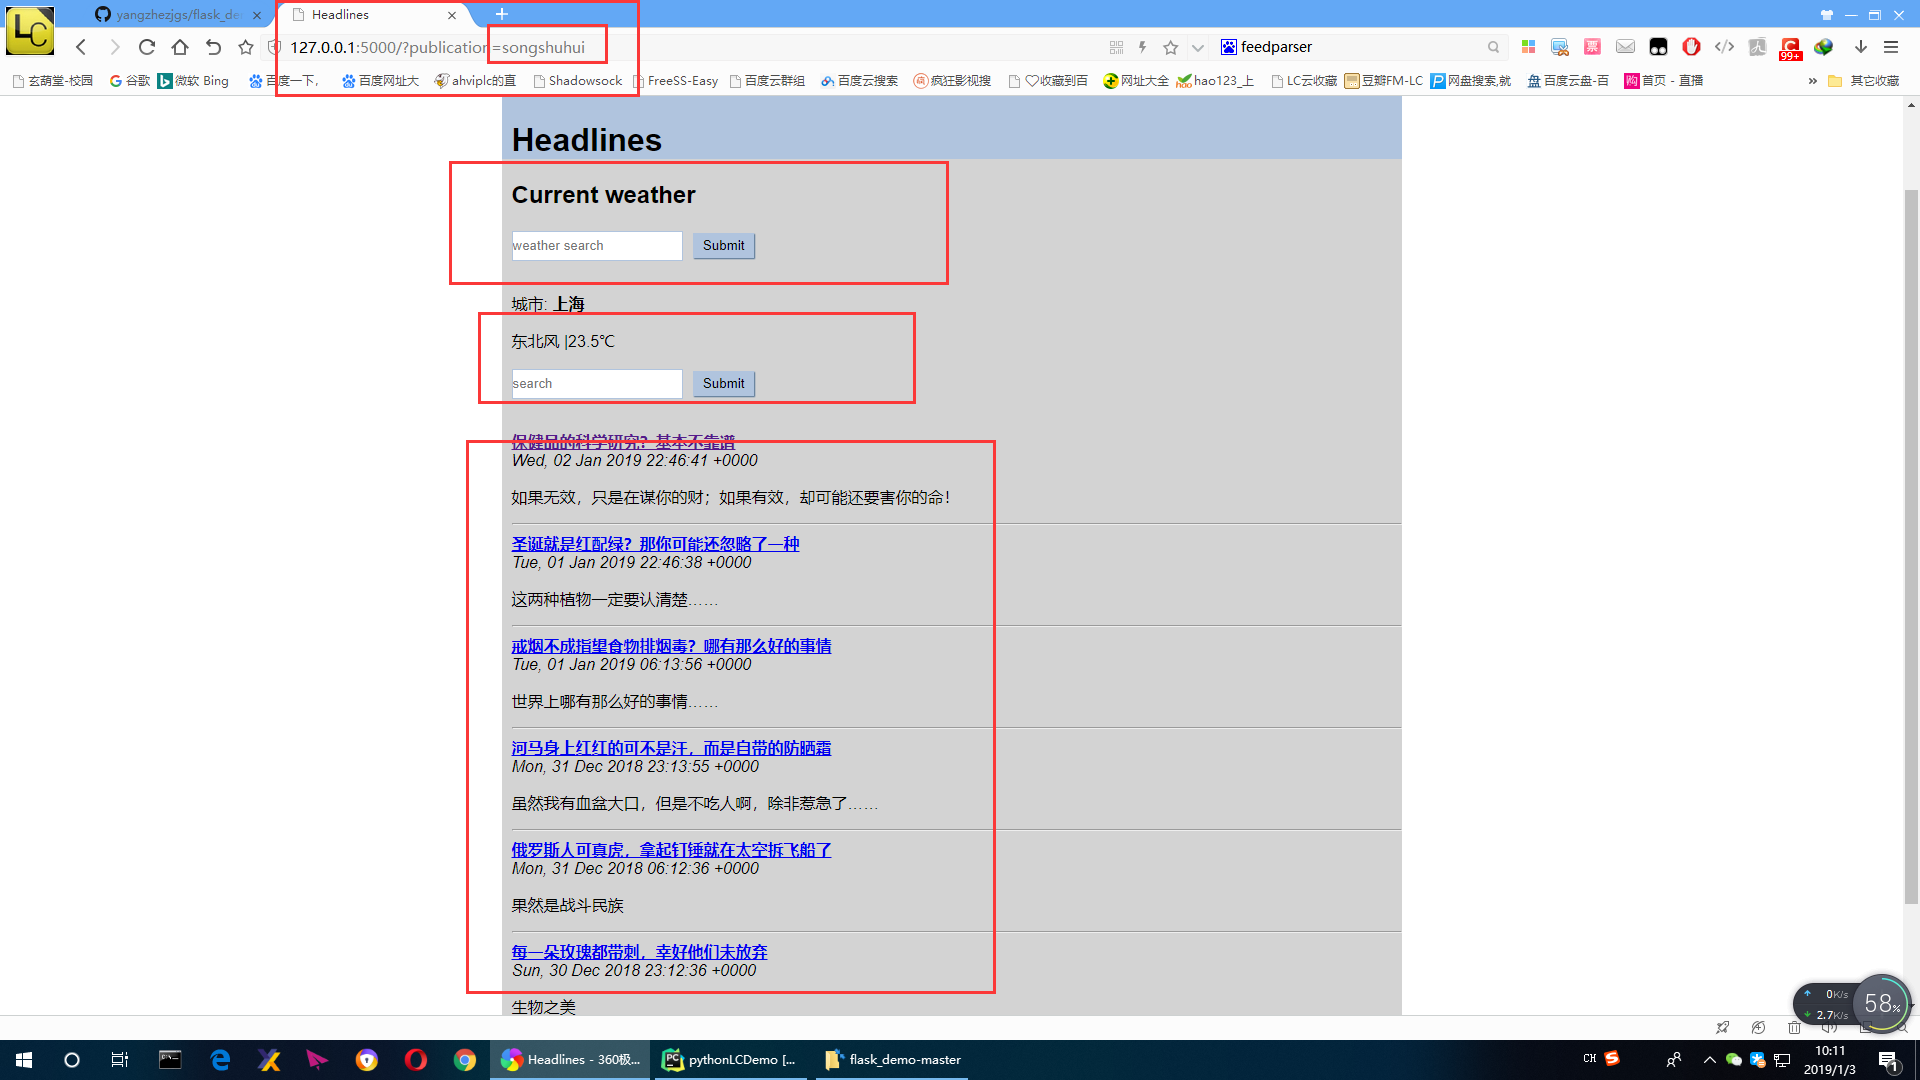 LC
yangzhezjgs/flask_de
Headlines
127.0.0.1:5000/?publication=songshuhui
feedparser
99+
玄萌堂-校园
谷歌
微软 Bing
百度一下，
百度网址大
ahviplc的直
Shadowsock
FreeSS-Easy
百度云群组
百度云搜索
疯狂影视搜
♡收藏到百
网址大全
hao123_上
LC云收藏
豆瓣FM-LC
网盘搜索,就
百度云盘-百
首页 - 直播
»
其它收藏
Headlines
Current weather
weather search
Submit
城市: 上海
东北风 |23.5℃
search
Submit
保健品的科学研究？基本不靠谱
Wed, 02 Jan 2019 22:46:41 +0000
如果无效，只是在谋你的财；如果有效，却可能还要害你的命！
圣诞就是红配绿？那你可能还忽略了一种
Tue, 01 Jan 2019 22:46:38 +0000
这两种植物一定要认清楚……
戒烟不成指望食物排烟毒？哪有那么好的事情
Tue, 01 Jan 2019 06:13:56 +0000
世界上哪有那么好的事情……
河马身上红红的可不是汗，而是自带的防晒霜
Mon, 31 Dec 2018 23:13:55 +0000
虽然我有血盆大口，但是不吃人啊，除非惹急了……
俄罗斯人可真虎，拿起钉锤就在太空拆飞船了
Mon, 31 Dec 2018 06:12:36 +0000
果然是战斗民族
每一朵玫瑰都带刺，幸好他们未放弃
Sun, 30 Dec 2018 23:12:36 +0000
生物之美
0K/s
2.7K/s
58%
Headlines - 360极...
pythonLCDemo [...
flask_demo-master
CH
10:11
2019/1/3
1